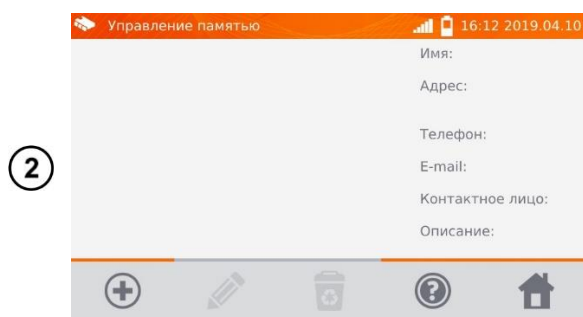 Управление памятью 16:12 2019.04.10
Имя:
Адрес:
Телефон:
2
E-mail:
Контактное лицо:
Описание: